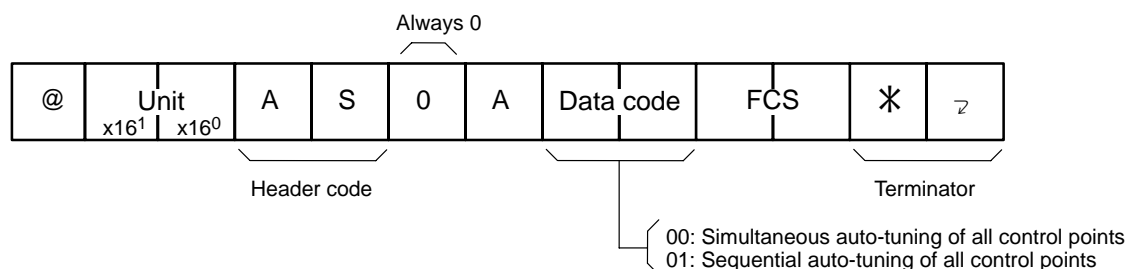 Always 0
@ Unit A S 0 A Data code FCS * ↵
x16¹ x16⁰
Header code Terminator
00: Simultaneous auto-tuning of all control points
01: Sequential auto-tuning of all control points